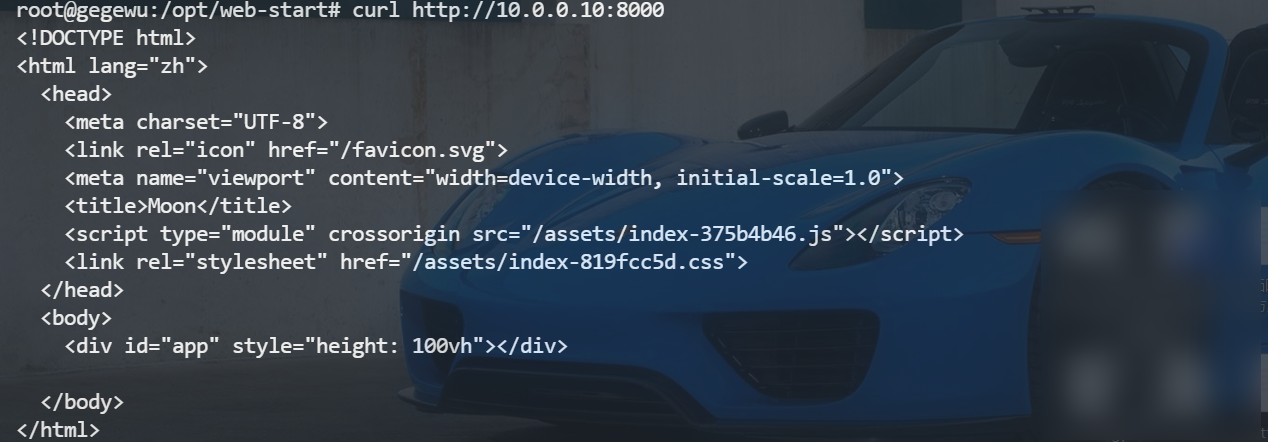 root@gegewu:/opt/web-start# curl http://10.0.0.10:8000
<!DOCTYPE html>
<html lang="zh">
  <head>
    <meta charset="UTF-8">
    <link rel="icon" href="/favicon.svg">
    <meta name="viewport" content="width=device-width, initial-scale=1.0">
    <title>Moon</title>
    <script type="module" crossorigin src="/assets/index-375b4b46.js"></script>
    <link rel="stylesheet" href="/assets/index-819fcc5d.css">
  </head>
  <body>
    <div id="app" style="height: 100vh"></div>

  </body>
</html>